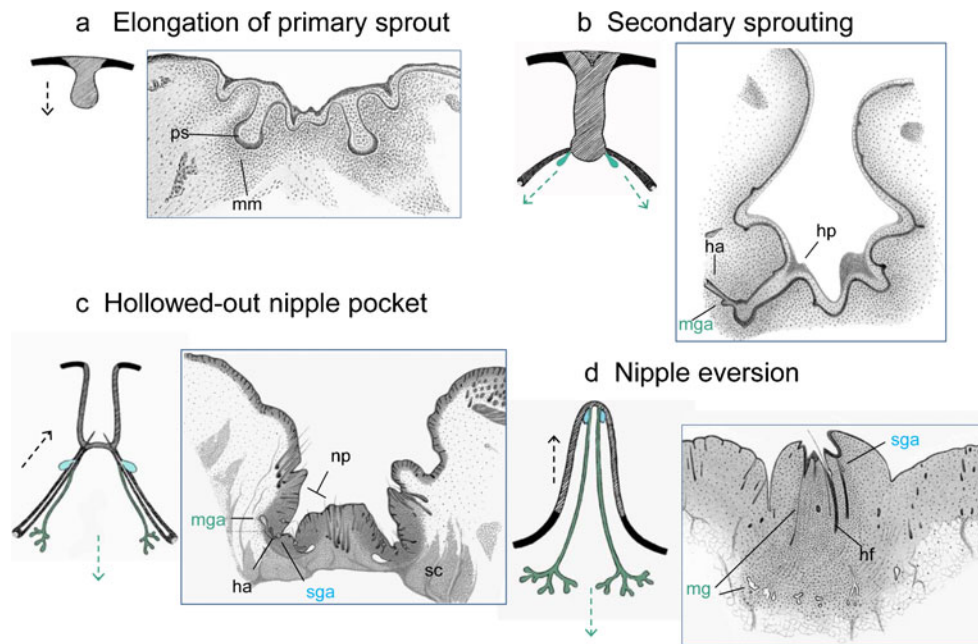 a Elongation of primary sprout
ps
mm
b Secondary sprouting
ha
hp
mga
c Hollowed-out nipple pocket
np
mga
ha
sga
sc
d Nipple eversion
sga
hf
mg